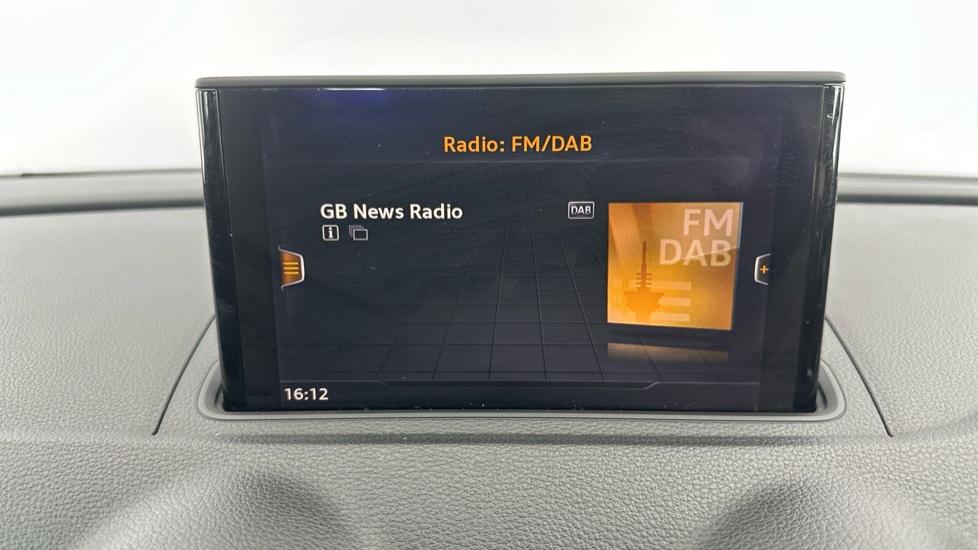 Radio: FM/DAB
GB News Radio
DAB
i
FM
DAB
16:12